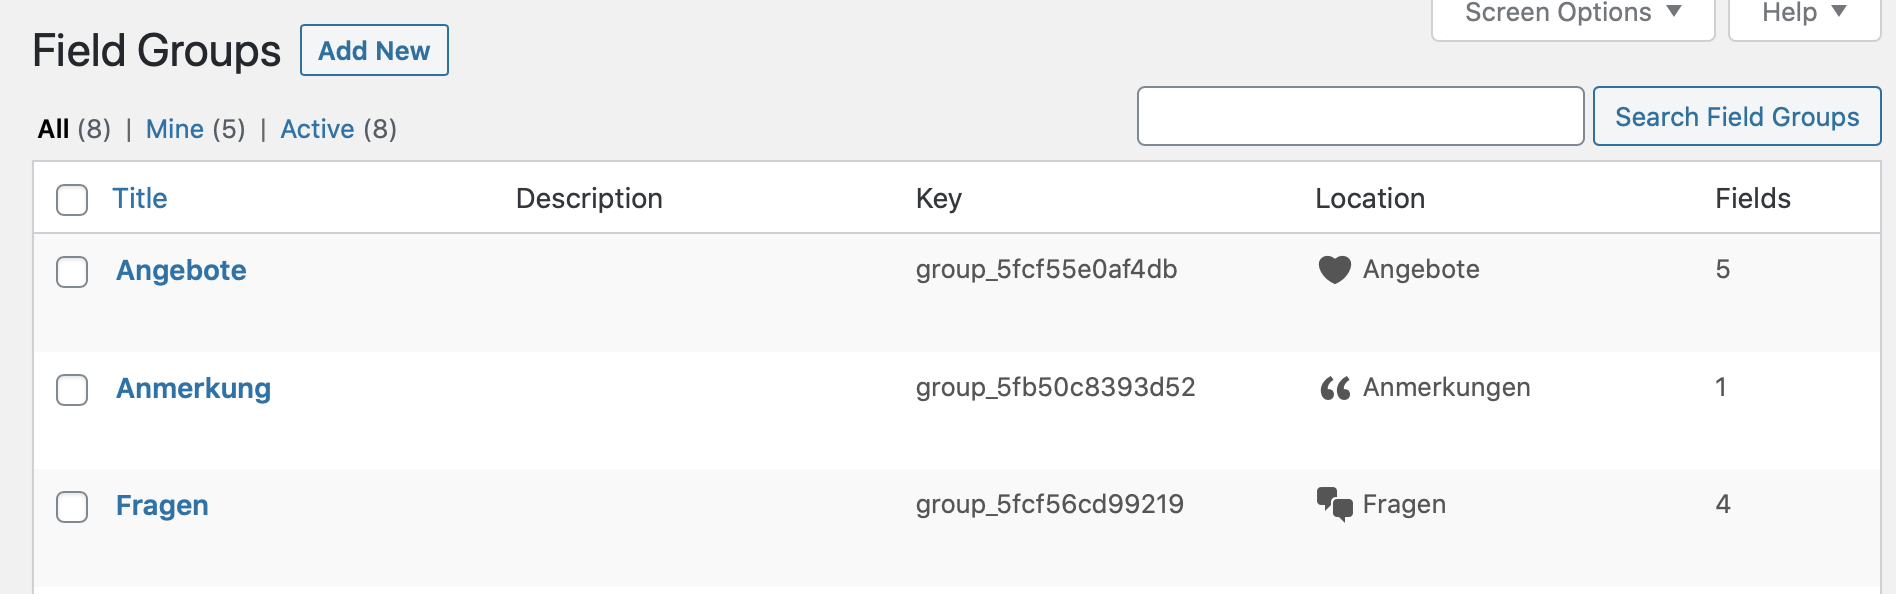 Screen Options Help
Field Groups Add New
Search Field Groups
All (8) | Mine (5) | Active (8)
Title Description Key Location Fields
Angebote group_5fcf55e0af4db Angebote 5
Anmerkung group_5fb50c8393d52 Anmerkungen 1
Fragen group_5fcf56cd99219 Fragen 4